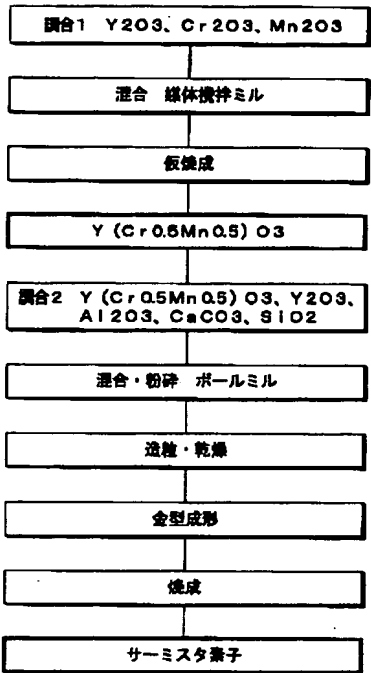 調合1 Y2O3、Cr2O3、Mn2O3
混合 媒体攪拌ミル
仮焼成
Y(Cr0.5Mn0.5)O3
調合2 Y(Cr0.5Mn0.5)O3、Y2O3、
Al2O3、CaCO3、SiO2
混合・粉砕 ボールミル
造粒・乾燥
金型成形
焼成
サーミスタ素子